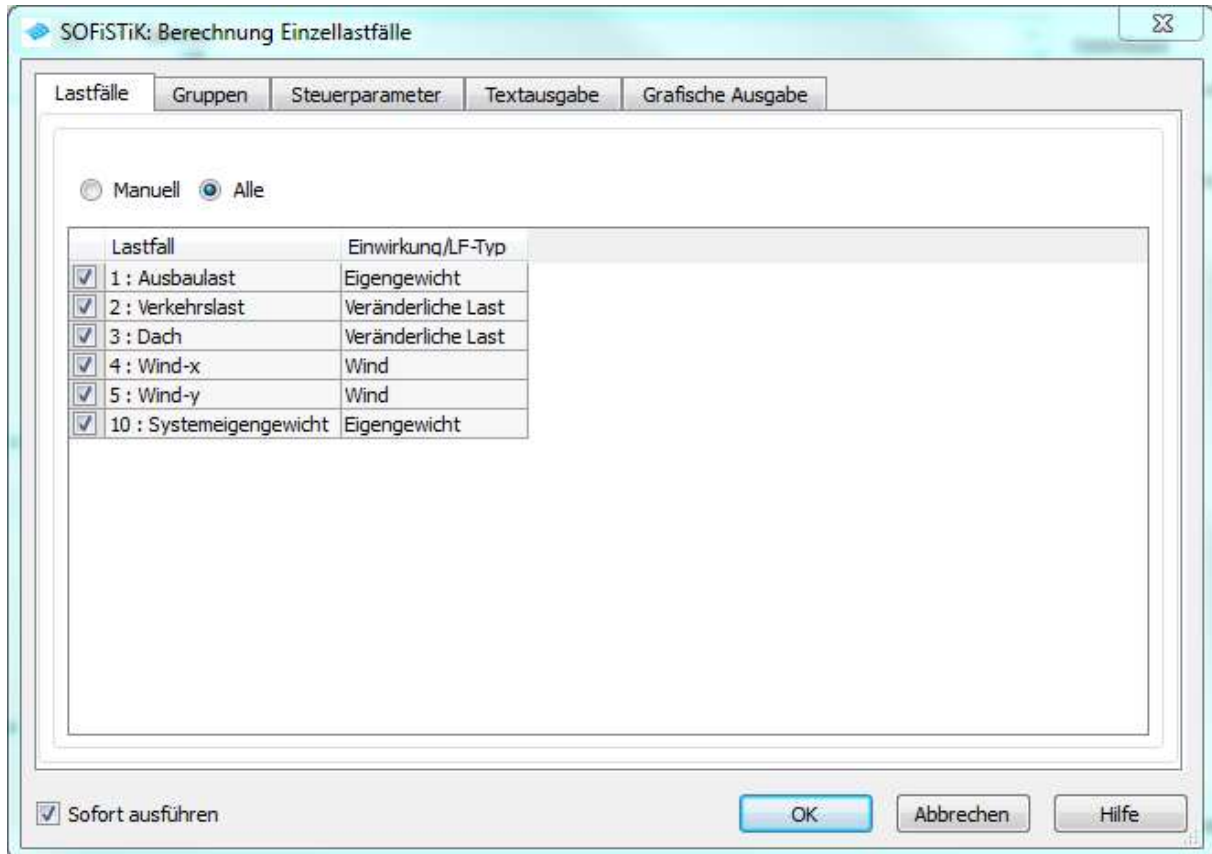 SOFiSTiK: Berechnung Einzellastfälle
Lastfälle Gruppen Steuerparameter Textausgabe Grafische Ausgabe
Manuell Alle
Lastfall Einwirkung/LF-Typ
1 : Ausbaulast Eigengewicht
2 : Verkehrslast Veränderliche Last
3 : Dach Veränderliche Last
4 : Wind-x Wind
5 : Wind-y Wind
10 : Systemeigengewicht Eigengewicht
Sofort ausführen OK Abbrechen Hilfe